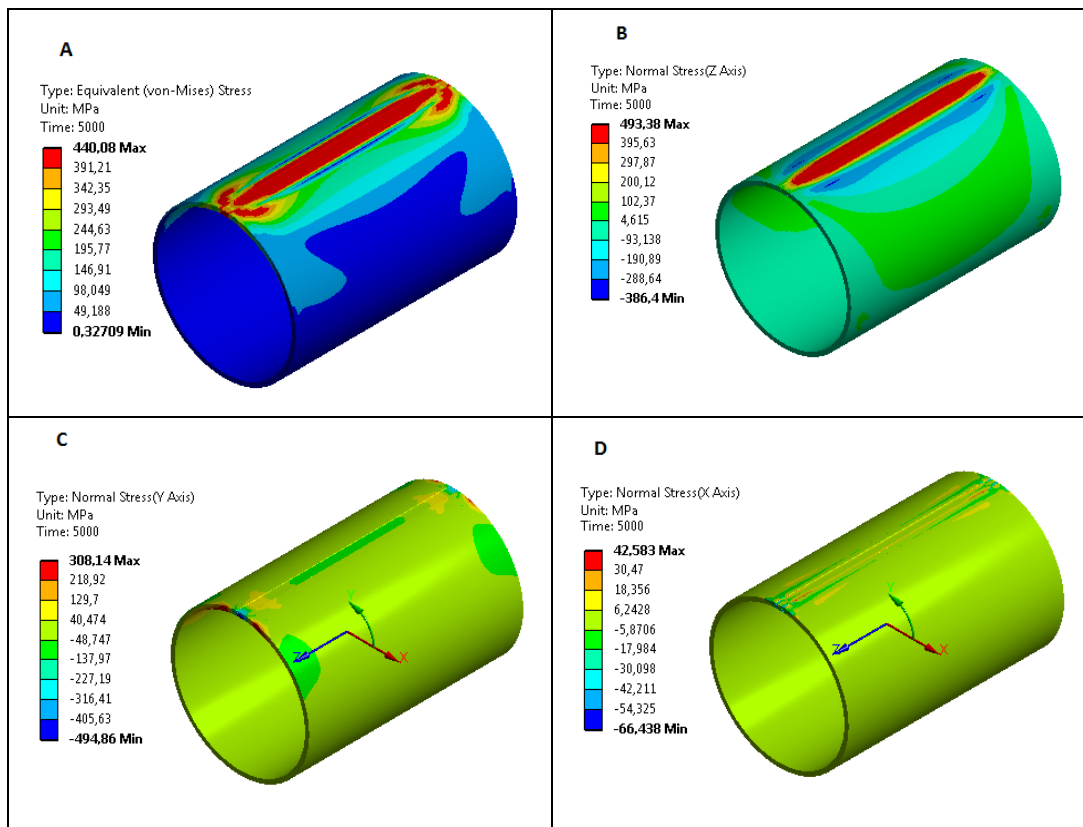 A
Type: Equivalent (von-Mises) Stress
Unit: MPa
Time: 5000
440,08 Max
391,21
342,35
293,49
244,63
195,77
146,91
98,049
49,188
0,32709 Min
B
Type: Normal Stress(Z Axis)
Unit: MPa
Time: 5000
493,38 Max
395,63
297,87
200,12
102,37
4,615
-93,138
-190,89
-288,64
-386,4 Min
C
Type: Normal Stress(Y Axis)
Unit: MPa
Time: 5000
308,14 Max
218,92
129,7
40,474
-48,747
-137,97
-227,19
-316,41
-405,63
-494,86 Min
Y
Z
X
D
Type: Normal Stress(X Axis)
Unit: MPa
Time: 5000
42,583 Max
30,47
18,356
6,2428
-5,8706
-17,984
-30,098
-42,211
-54,325
-66,438 Min
Y
Z
X